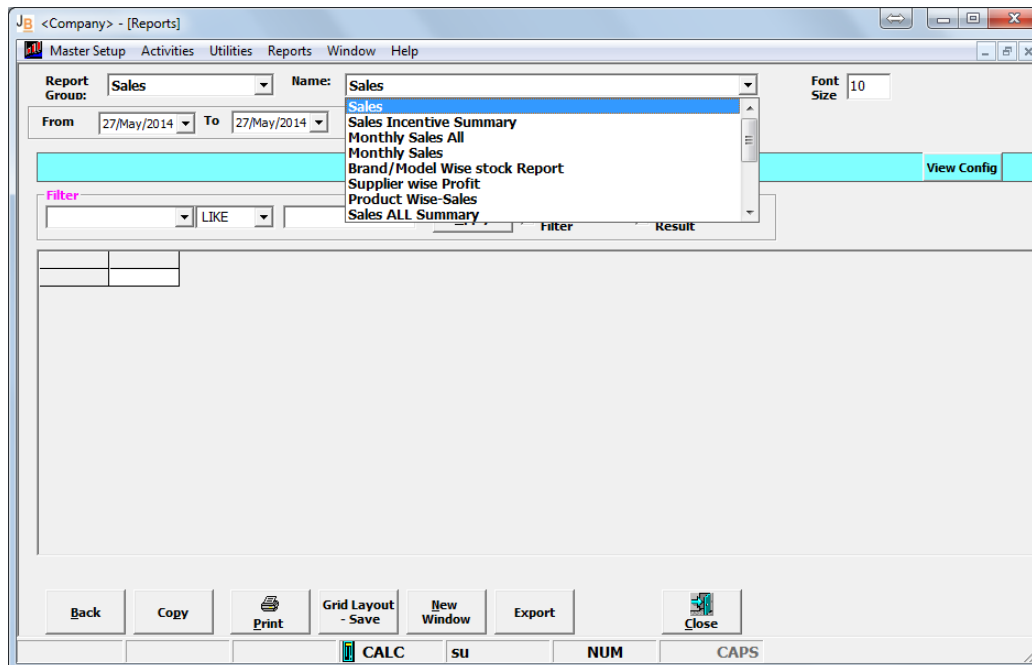 JB <Company> - [Reports]
Master Setup Activities Utilities Reports Window Help
Report Group: Sales Name: Sales Font Size 10
Sales
Sales Incentive Summary
Monthly Sales All
Monthly Sales
Brand/Model Wise stock Report
Supplier wise Profit
Product Wise-Sales
Sales ALL Summary
From 27/May/2014 To 27/May/2014
View Config
Filter
LIKE
Filter Result
Back Copy Print Grid Layout - Save New Window Export Close
CALC su NUM CAPS